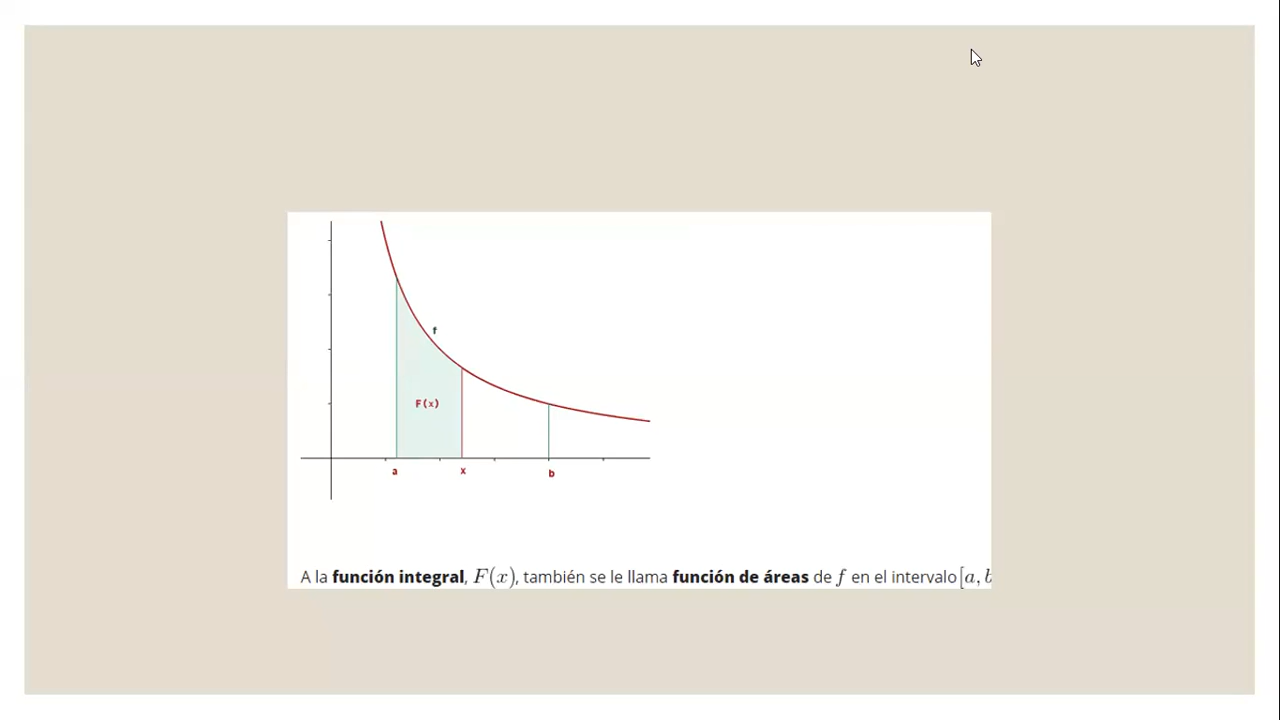 f
F(x)
a
x
b
A la función integral, F(x), también se le llama función de áreas de f en el intervalo [a, b